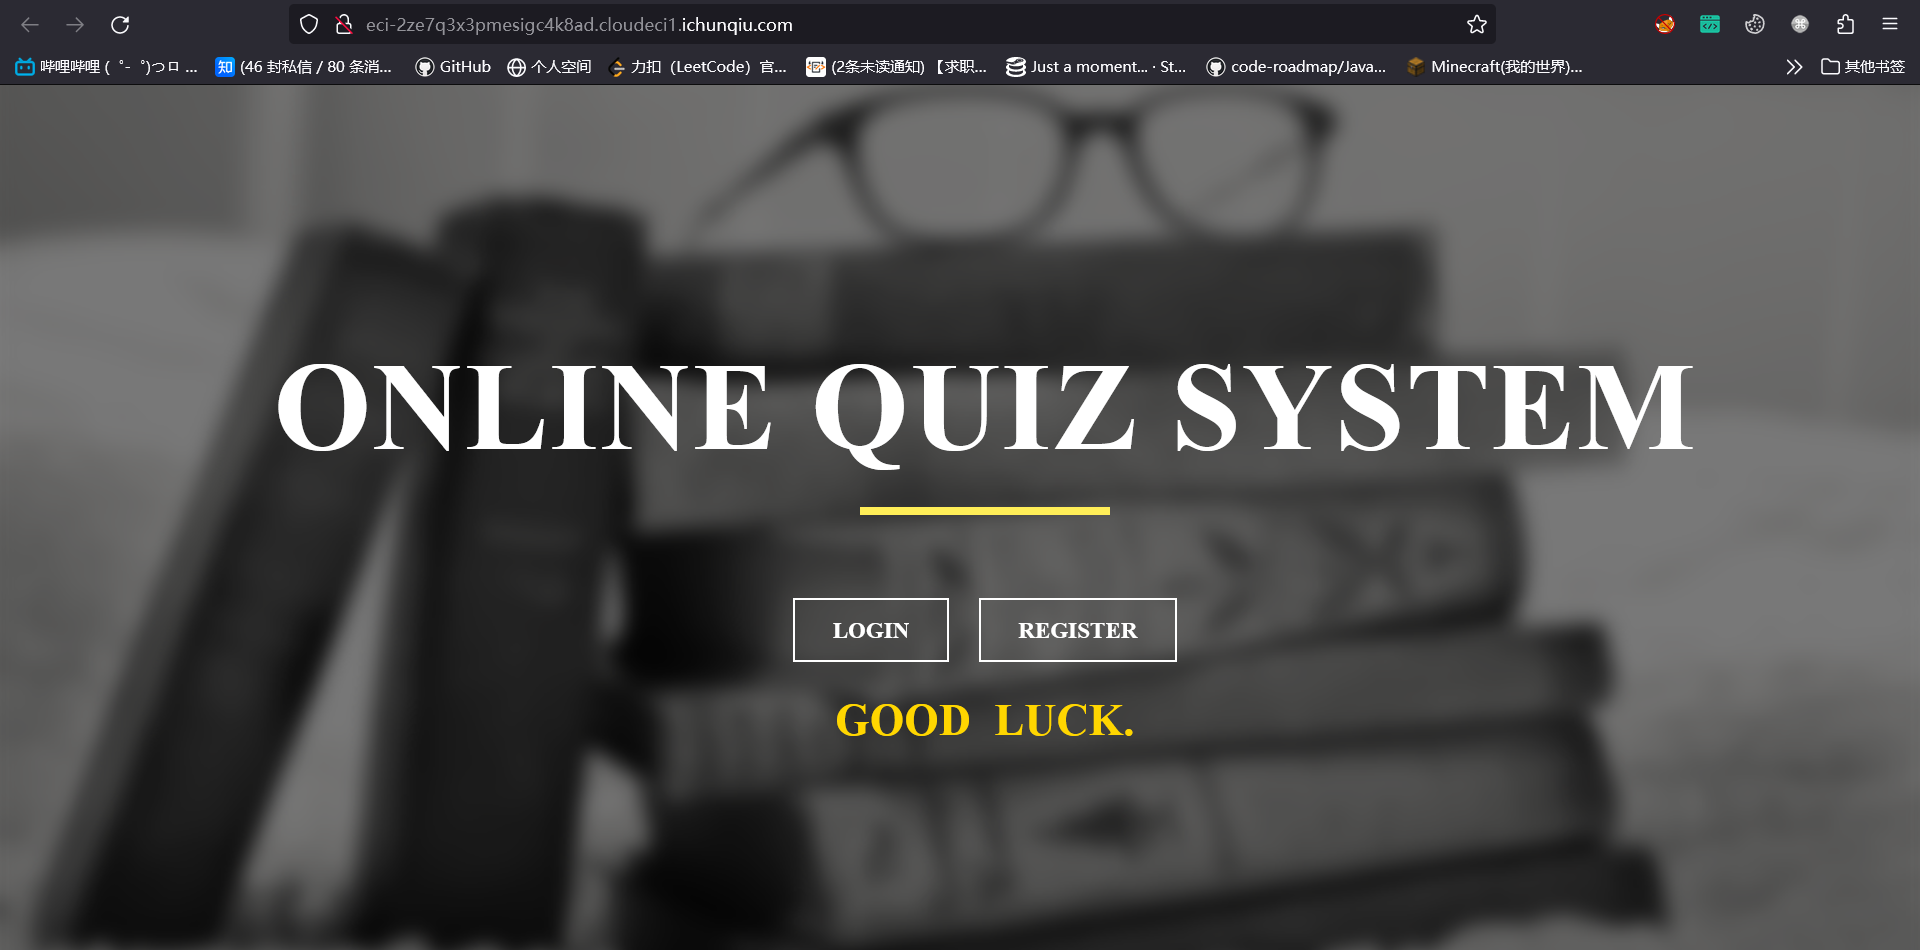 eci-2ze7q3x3pmesigc4k8ad.cloudeci1.ichunqiu.com
哔哩哔哩 (゜-゜)つロ ...
知 (46 封私信 / 80 条消...
GitHub
个人空间
力扣（LeetCode）官...
(2条未读通知) 【求职...
Just a moment... · St...
code-roadmap/Java...
Minecraft(我的世界)...
其他书签
ONLINE QUIZ SYSTEM
LOGIN
REGISTER
GOOD LUCK.